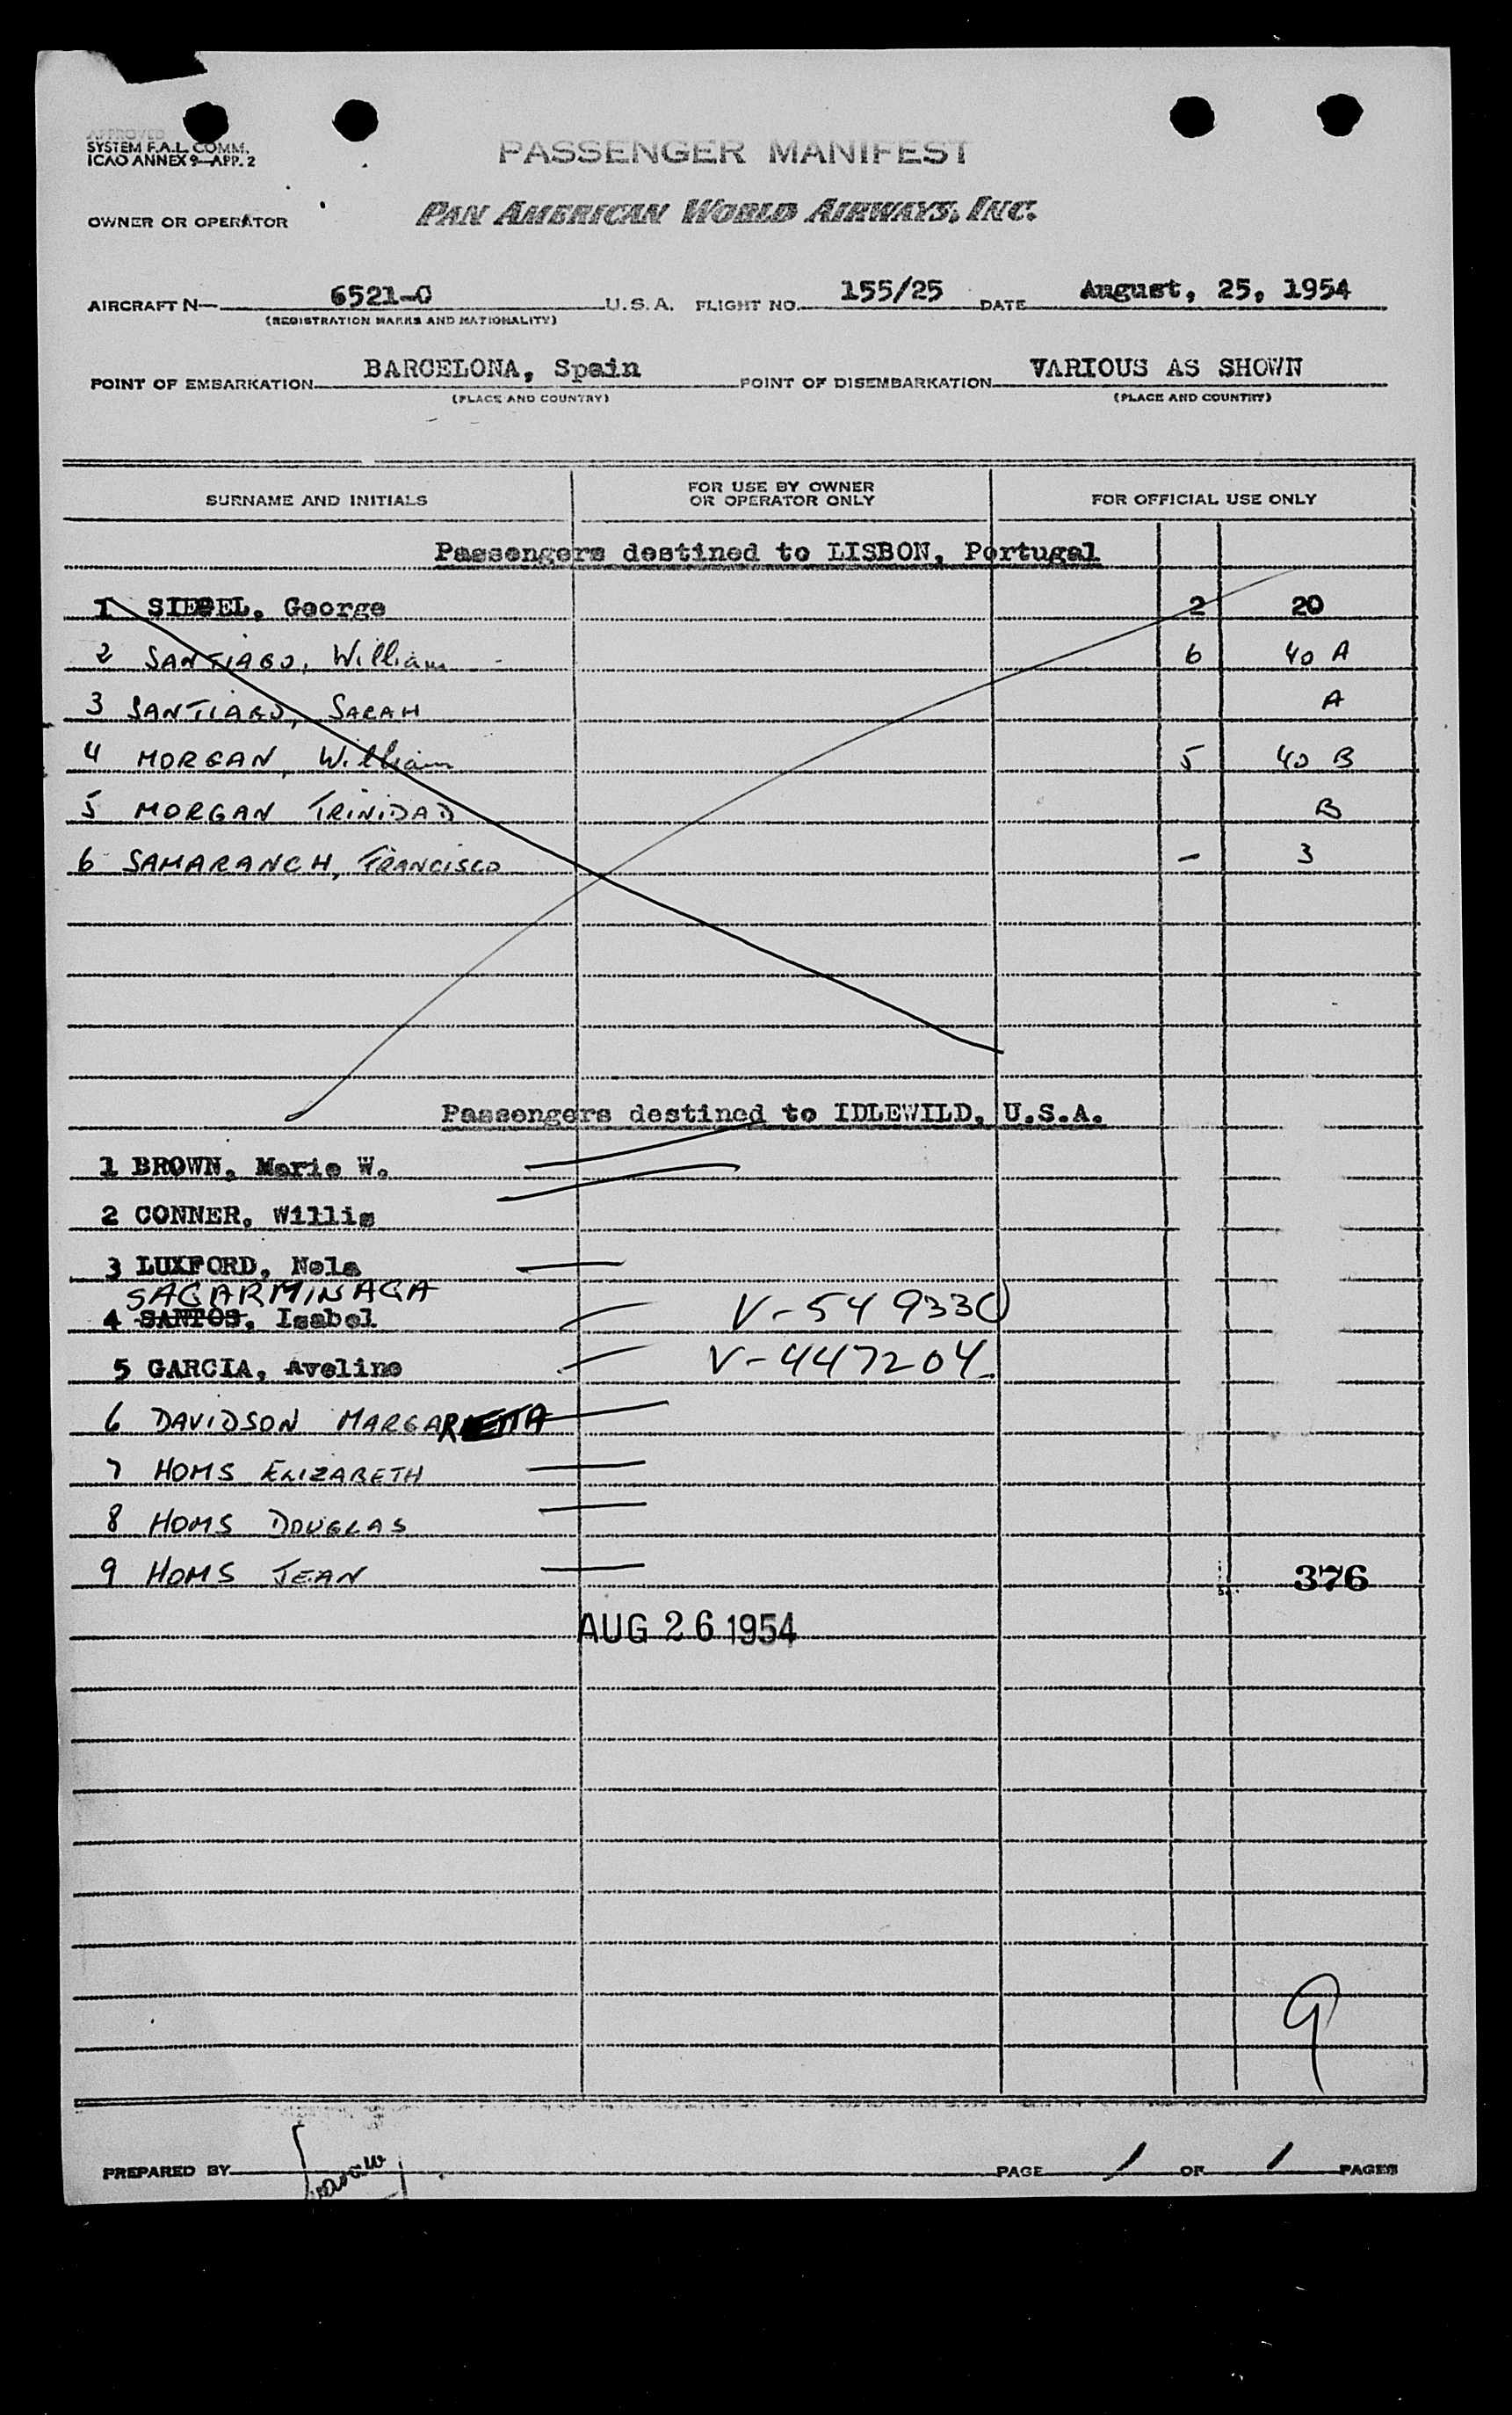 APPROVED
SYSTEM F.A.L. COMM.
ICAO ANNEX 9—APP. 2
PASSENGER MANIFEST
OWNER OR OPERATOR PAN AMERICAN WORLD AIRWAYS, INC.
AIRCRAFT N— 6521-C U.S.A. FLIGHT NO. 155/25 DATE August, 25, 1954
(REGISTRATION MARKS AND NATIONALITY)
POINT OF EMBARKATION BARCELONA, Spain POINT OF DISEMBARKATION VARIOUS AS SHOWN
(PLACE AND COUNTRY) (PLACE AND COUNTRY)
SURNAME AND INITIALS FOR USE BY OWNER OR OPERATOR ONLY FOR OFFICIAL USE ONLY
Passengers destined to LISBON, Portugal
1 George 2 20
2 SANTIAGO, William 6 40 A
3 SANTIAGO, SARAH A
4 MORGAN, William 5 40 B
5 MORGAN TRINIDAD B
6 SAMARANCH, FRANCISCO — 3
Passengers destined to IDLEWILD, U.S.A.
1 BROWN, Marie W.
2 CONNER, Willis
3 LUXFORD, Nola
SAGARMINAGA
4 SANTOS, Isabel V-549330
5 GARCIA, Avelino V-447204
6 DAVIDSON MARGARETTA
7 HOMS ELIZABETH
8 HOMS DOUGLAS
9 HOMS JEAN 376
AUG 26 1954
9
PREPARED BY PAGE 1 OF 1 PAGES